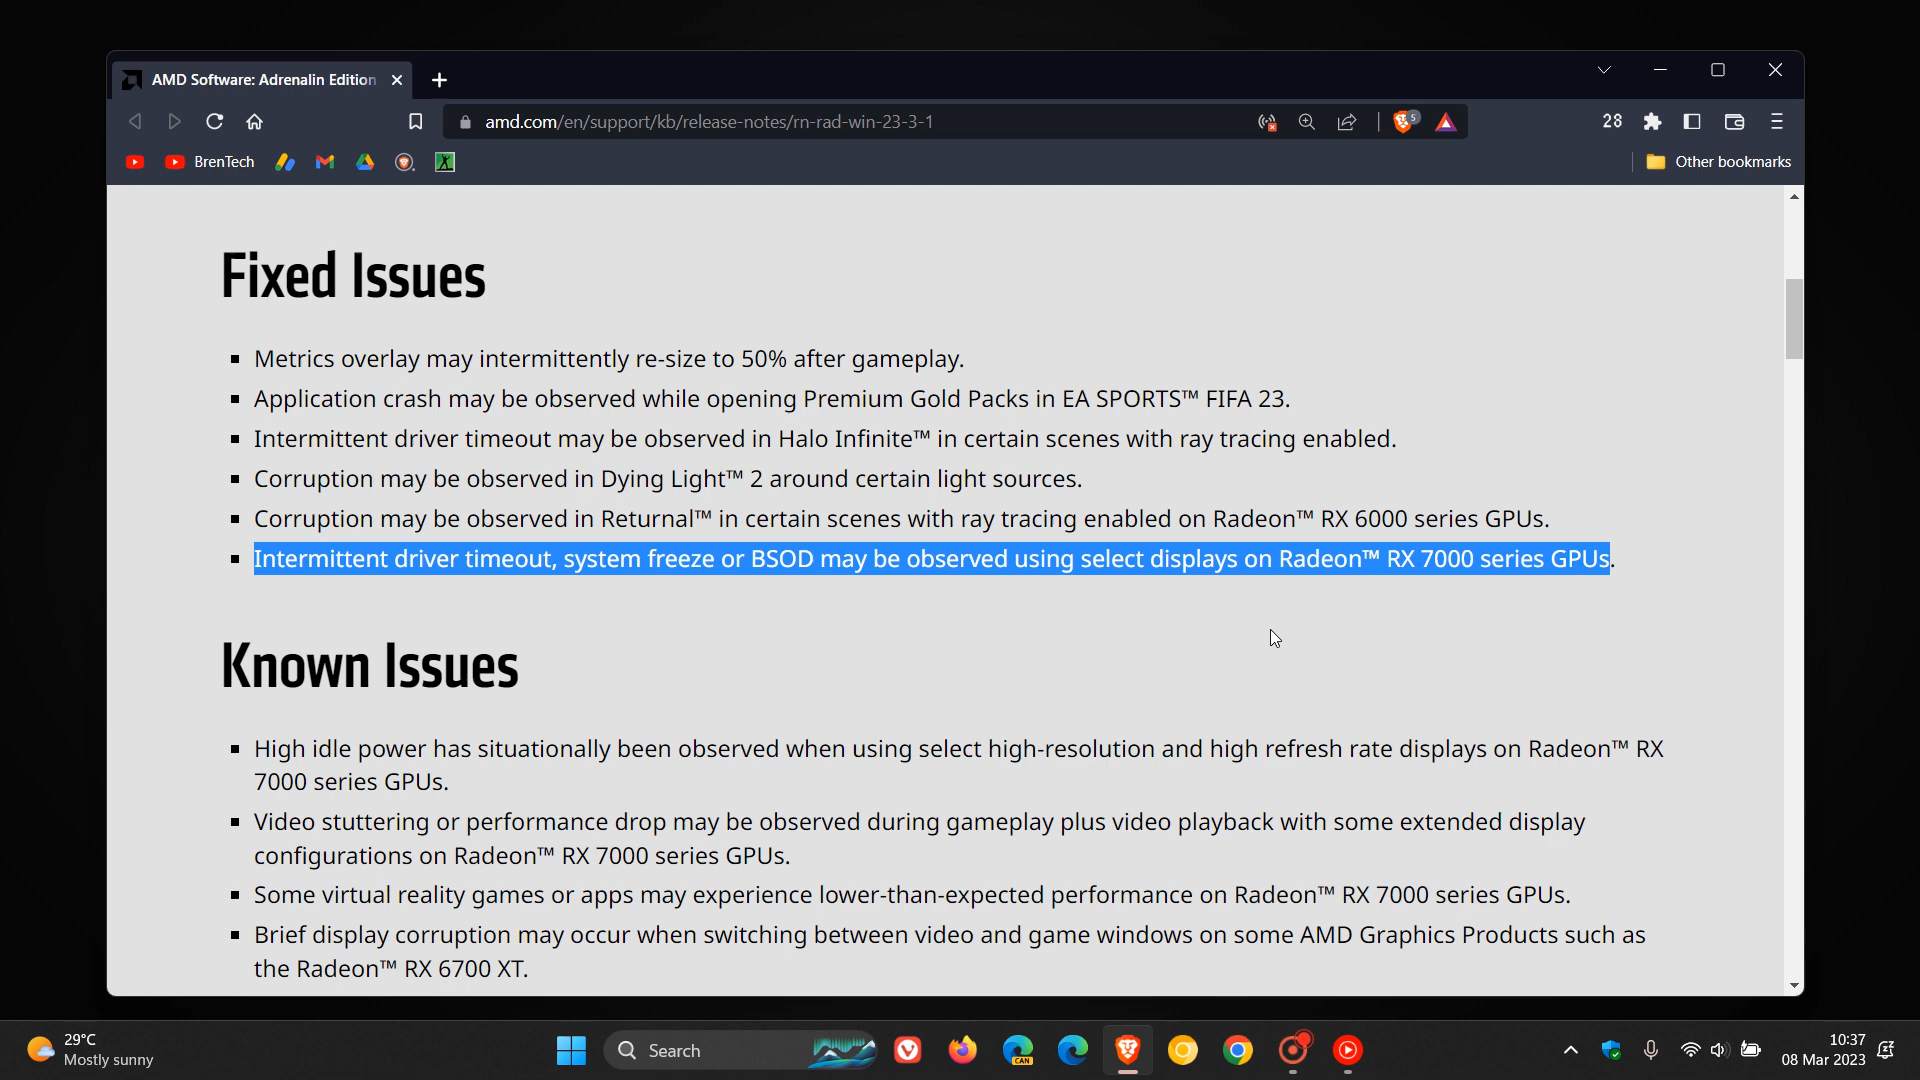 AMD Software: Adrenalin Edition
amd.com/en/support/kb/release-notes/rn-rad-win-23-3-1
5
28
BrenTech
Other bookmarks
Fixed Issues
Metrics overlay may intermittently re-size to 50% after gameplay.
Application crash may be observed while opening Premium Gold Packs in EA SPORTS™ FIFA 23.
Intermittent driver timeout may be observed in Halo Infinite™ in certain scenes with ray tracing enabled.
Corruption may be observed in Dying Light™ 2 around certain light sources.
Corruption may be observed in Returnal™ in certain scenes with ray tracing enabled on Radeon™ RX 6000 series GPUs.
Intermittent driver timeout, system freeze or BSOD may be observed using select displays on Radeon™ RX 7000 series GPUs.
Known Issues
High idle power has situationally been observed when using select high-resolution and high refresh rate displays on Radeon™ RX
7000 series GPUs.
Video stuttering or performance drop may be observed during gameplay plus video playback with some extended display
configurations on Radeon™ RX 7000 series GPUs.
Some virtual reality games or apps may experience lower-than-expected performance on Radeon™ RX 7000 series GPUs.
Brief display corruption may occur when switching between video and game windows on some AMD Graphics Products such as
the Radeon™ RX 6700 XT.
29°C
Mostly sunny
Search
CAN
10:37
08 Mar 2023